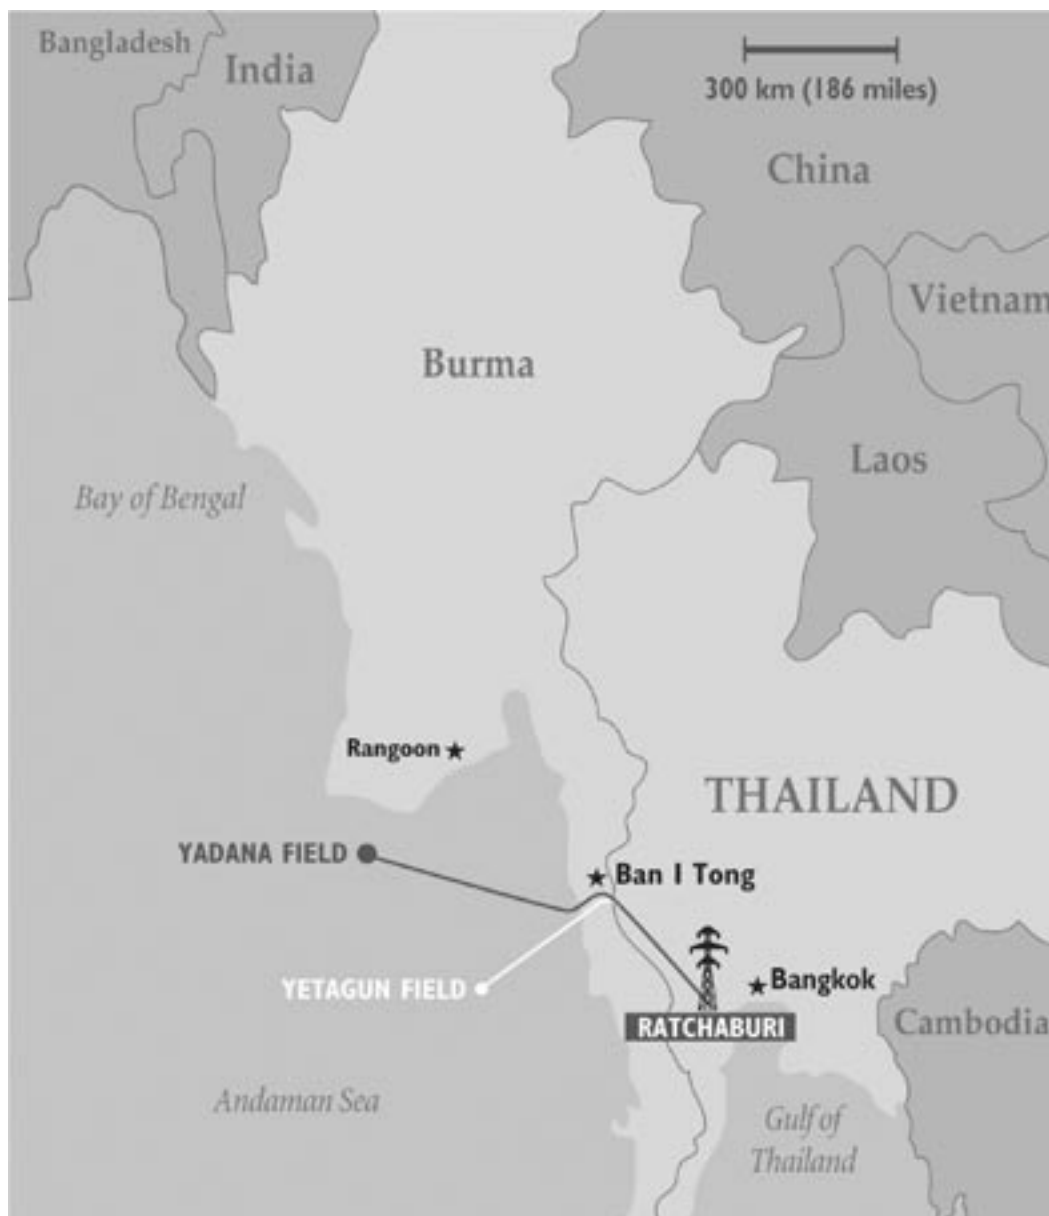 Bangladesh
India
300 km (186 miles)
China
Vietnam
Burma
Laos
Bay of Bengal
Rangoon
THAILAND
YADANA FIELD
Ban I Tong
YETAGUN FIELD
Bangkok
RATCHABURI
Cambodia
Andaman Sea
Gulf of
Thailand